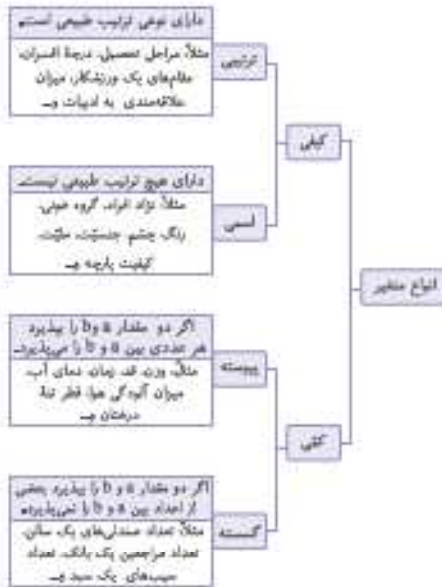 انواع متغیر
کیفی
ترتیبی
دارای نوعی ترتیب طبیعی است.
مثلاً، مراحل تحصیل، درجهٔ افسران،
مقام‌های یک ورزشکار، میزان
علاقه‌مندی به ادبیات و...
اسمی
دارای هیچ ترتیب طبیعی نیست.
مثلاً، نژاد افراد، گروه خونی،
رنگ چشم، جنسیّت، ملیّت،
کیفیت پارچه و...
کمّی
پیوسته
اگر دو مقدار a و b را بپذیرد
هر عددی بین a و b را می‌پذیرد.
مثلاً، وزن، قد، زمان، دمای آب،
میزان آلودگی هوا، قطر تنهٔ
درختان و...
گسسته
اگر دو مقدار a و b را بپذیرد بعضی
از اعداد بین a و b را نمی‌پذیرد.
مثلاً، تعداد صندلی‌های یک سالن،
تعداد مراجعین یک بانک، تعداد
سیب‌های یک سبد و...